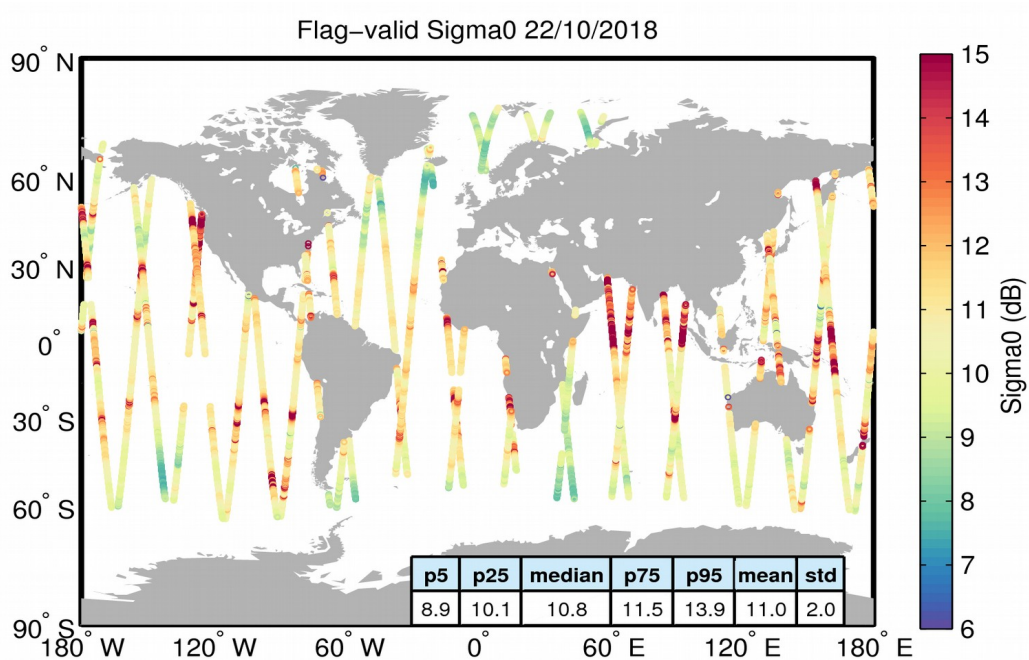 Flag−valid Sigma0 22/10/2018
90° N
60° N
30° N
0°
30° S
60° S
90° S
180° W 120° W 60° W 0° 60° E 120° E 180° E
p5 p25 median p75 p95 mean std
8.9 10.1 10.8 11.5 13.9 11.0 2.0
15
14
13
12
11
10
9
8
7
6
Sigma0 (dB)